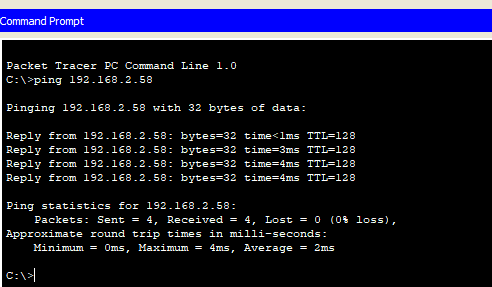 Command Prompt
Packet Tracer PC Command Line 1.0
C:\>ping 192.168.2.58
Pinging 192.168.2.58 with 32 bytes of data:
Reply from 192.168.2.58: bytes=32 time<1ms TTL=128
Reply from 192.168.2.58: bytes=32 time=3ms TTL=128
Reply from 192.168.2.58: bytes=32 time=4ms TTL=128
Reply from 192.168.2.58: bytes=32 time=4ms TTL=128
Ping statistics for 192.168.2.58:
Packets: Sent = 4, Received = 4, Lost = 0 (0% loss),
Approximate round trip times in milli-seconds:
Minimum = 0ms, Maximum = 4ms, Average = 2ms
C:\>